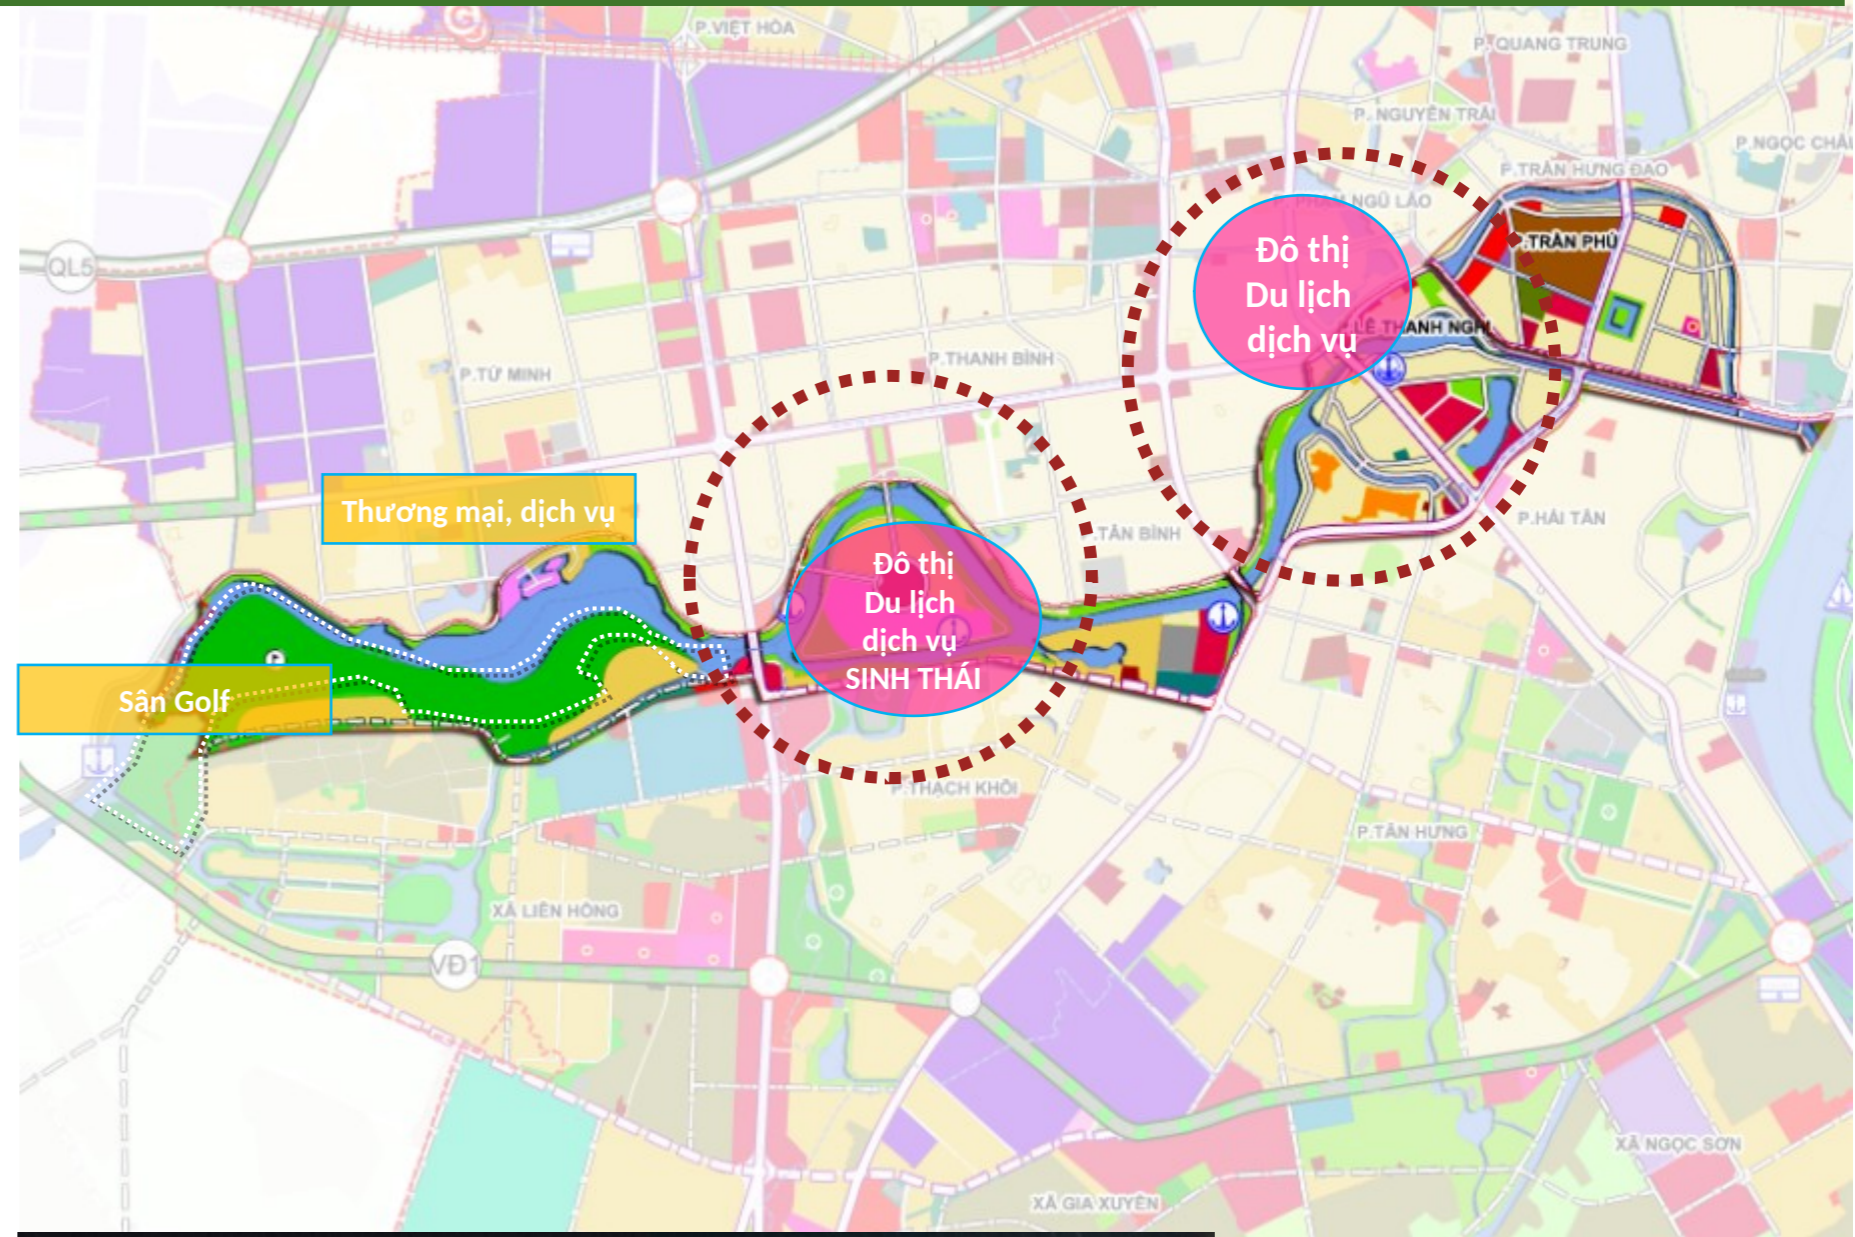 P.VIỆT HÒA
P. QUANG TRUNG
P. NGUYỄN TRÃI
P.NGỌC CHÂU
P.TRẦN HƯNG ĐẠO
PHẠM NGŨ LÃO
P.TRẦN PHÚ
QL5
Đô thị
Du lịch
dịch vụ
P.LÊ THANH NGHỊ
P.THANH BÌNH
P.TỨ MINH
Thương mại, dịch vụ
P.TÂN BÌNH
P.HẢI TÂN
Đô thị
Du lịch
dịch vụ
SINH THÁI
Sân Golf
P.THẠCH KHÔI
P.TÂN HƯNG
XÃ LIÊN HỒNG
VĐ1
XÃ NGỌC SƠN
XÃ GIA XUYÊN